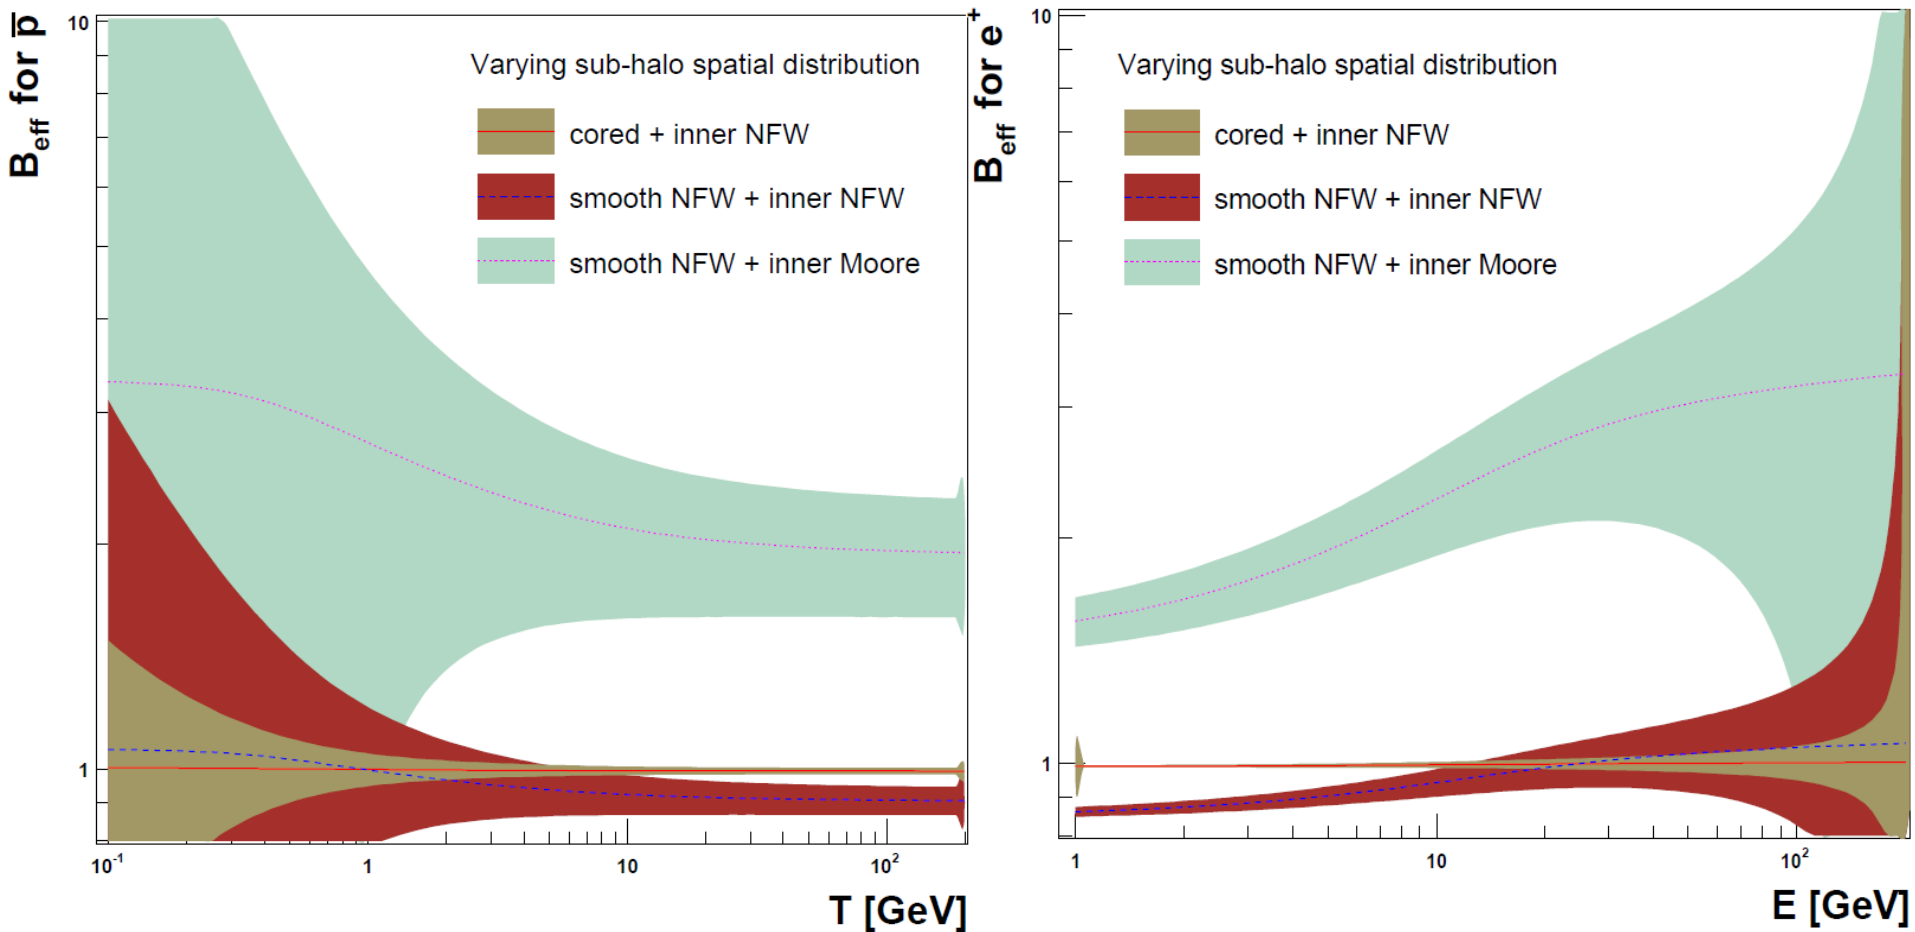 B_eff for p̅
10
1
Varying sub-halo spatial distribution
cored + inner NFW
smooth NFW + inner NFW
smooth NFW + inner Moore
10^-1
1
10
10^2
T [GeV]
B_eff for e^+
10
1
Varying sub-halo spatial distribution
cored + inner NFW
smooth NFW + inner NFW
smooth NFW + inner Moore
1
10
10^2
E [GeV]